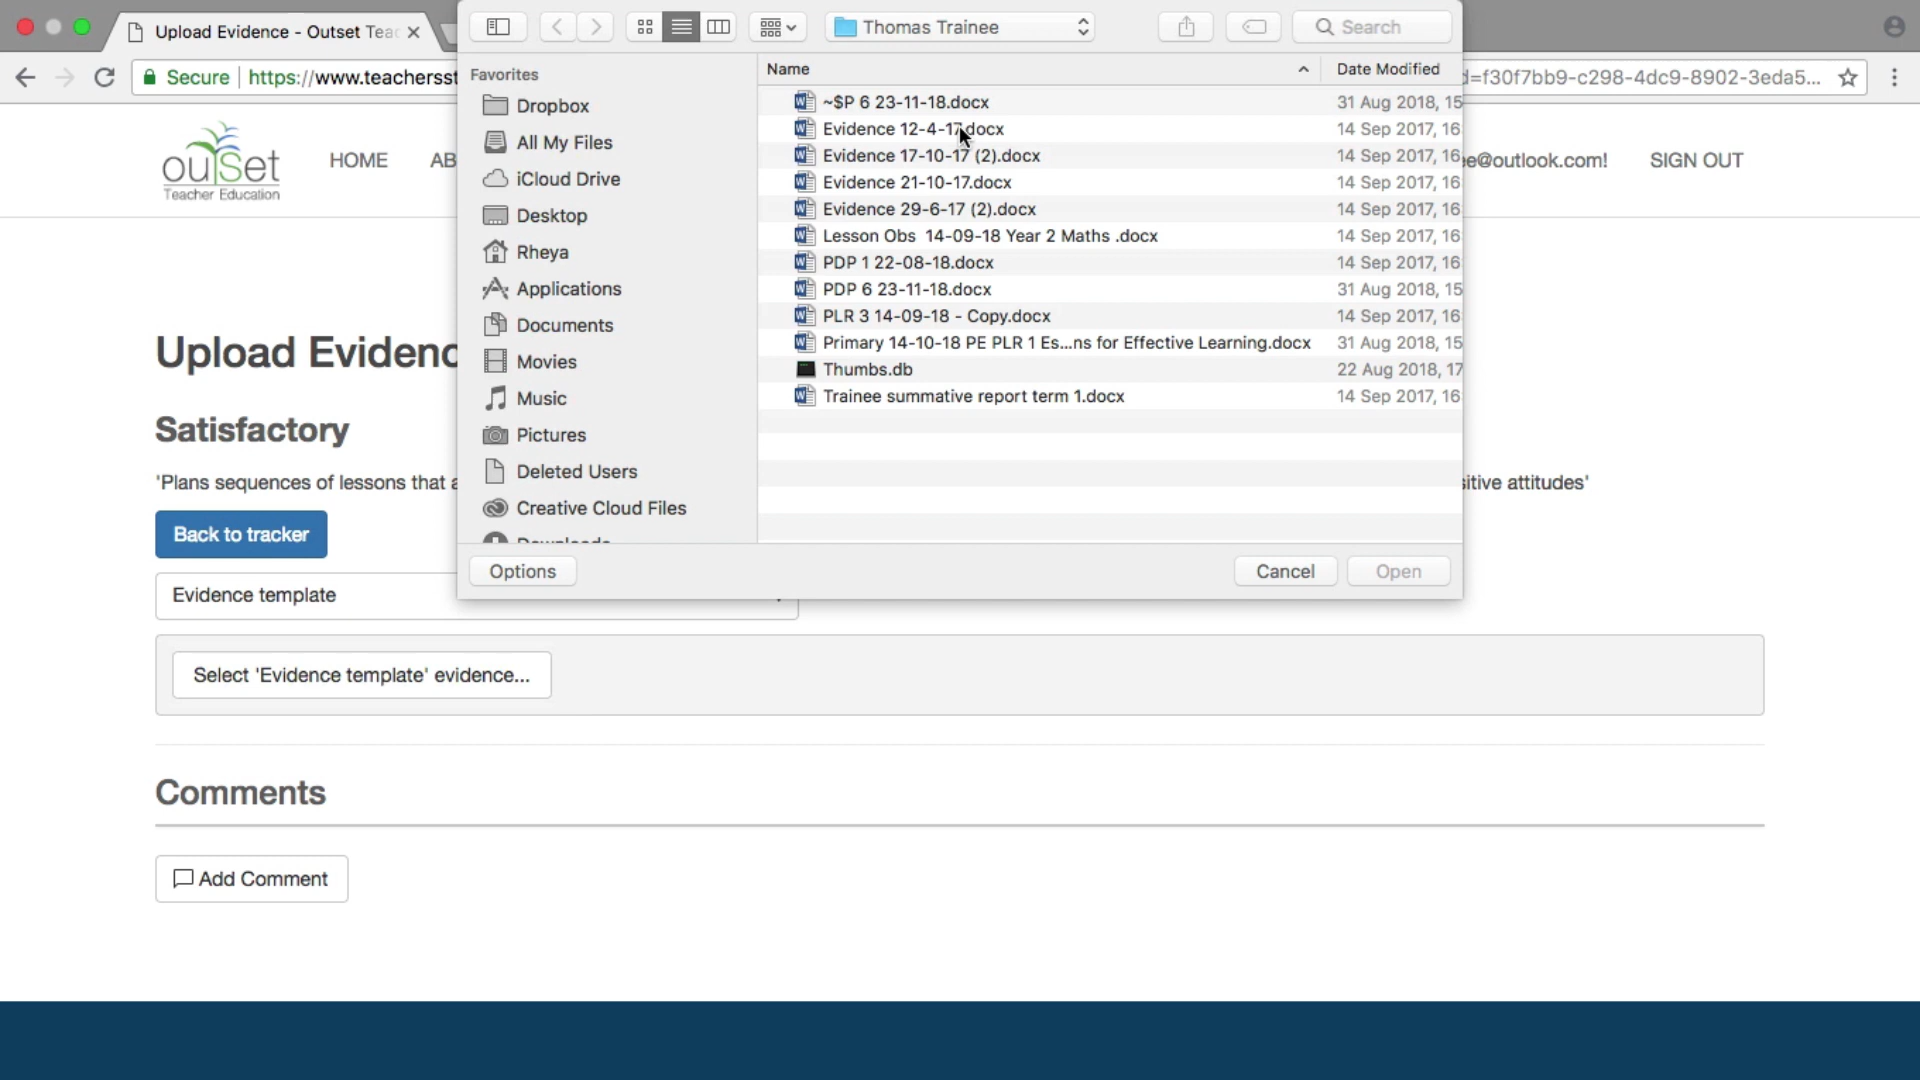 Upload Evidence - Outset Tea
Thomas Trainee
Search
Secure
https://www.teachersst
d=f30f7bb9-c298-4dc9-8902-3eda5...
outset
Teacher Education
HOME
AB
ee@outlook.com!
SIGN OUT
Favorites
Dropbox
All My Files
iCloud Drive
Desktop
Rheya
Applications
Documents
Movies
Music
Pictures
Deleted Users
Creative Cloud Files
Name
Date Modified
~$P 6 23-11-18.docx 31 Aug 2018, 15
Evidence 12-4-17.docx 14 Sep 2017, 16
Evidence 17-10-17 (2).docx 14 Sep 2017, 16
Evidence 21-10-17.docx 14 Sep 2017, 16
Evidence 29-6-17 (2).docx 14 Sep 2017, 16
Lesson Obs  14-09-18 Year 2 Maths .docx 14 Sep 2017, 16
PDP 1 22-08-18.docx 14 Sep 2017, 16
PDP 6 23-11-18.docx 31 Aug 2018, 15
PLR 3 14-09-18 - Copy.docx 14 Sep 2017, 16
Primary 14-10-18 PE PLR 1 Es...ns for Effective Learning.docx 31 Aug 2018, 15
Thumbs.db 22 Aug 2018, 17
Trainee summative report term 1.docx 14 Sep 2017, 16
Options
Cancel
Open
Upload Evidenc
Satisfactory
'Plans sequences of lessons that a
sitive attitudes'
Back to tracker
Evidence template
Select 'Evidence template' evidence...
Comments
Add Comment